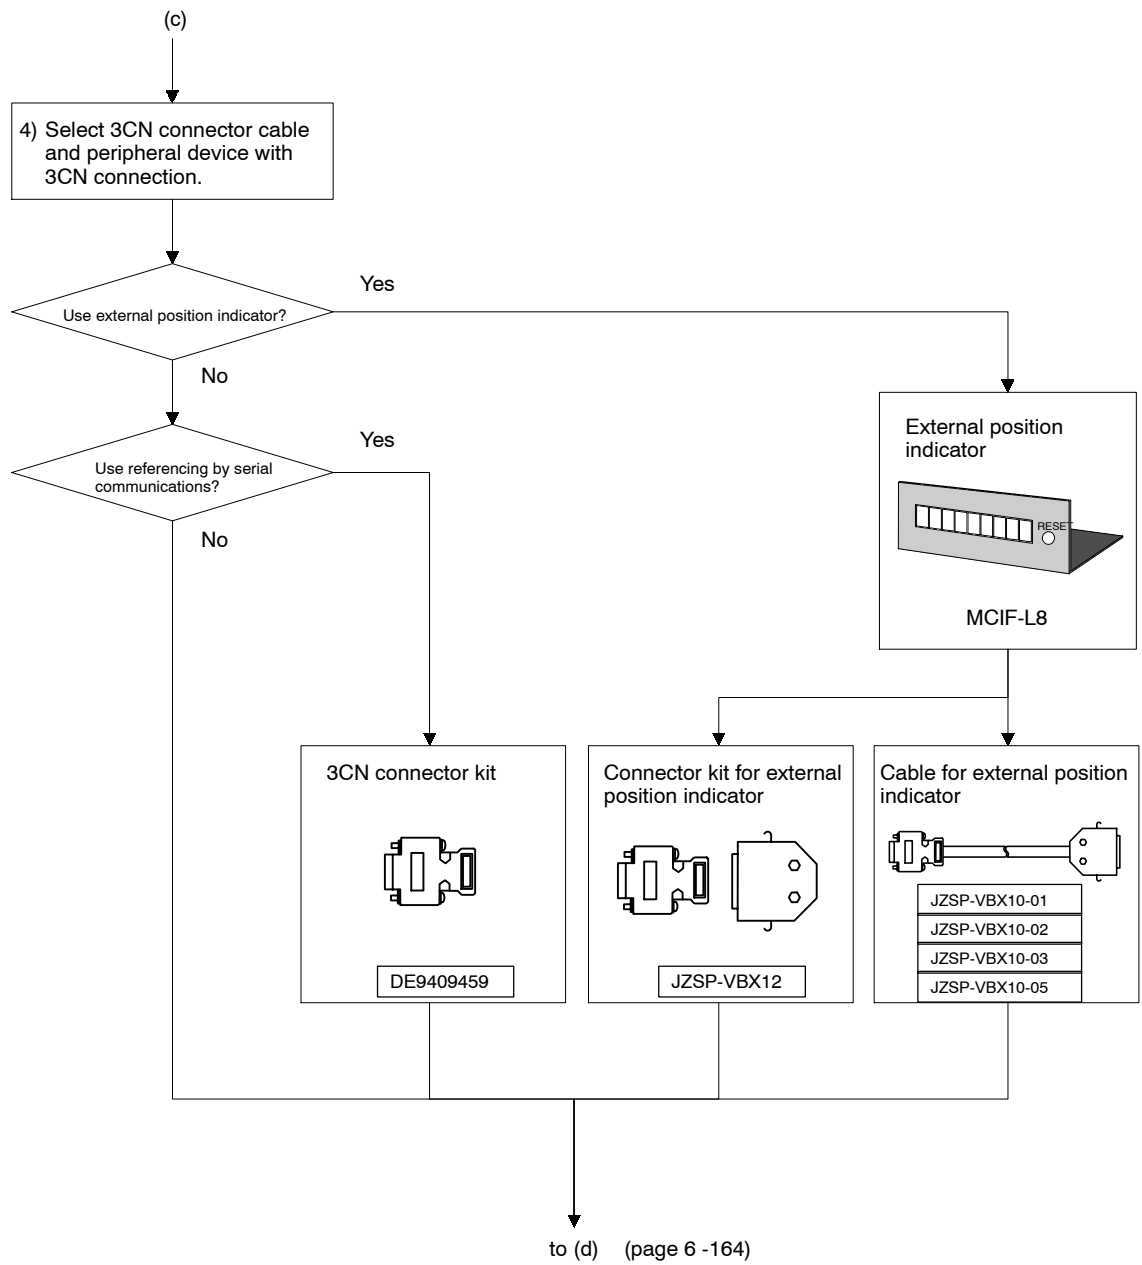 (c)
4) Select 3CN connector cable
and peripheral device with
3CN connection.
Yes
Use external position indicator?
No
Yes
Use referencing by serial
communications?
No
External position
indicator
RESET
MCIF-L8
3CN connector kit
DE9409459
Connector kit for external
position indicator
JZSP-VBX12
Cable for external position
indicator
JZSP-VBX10-01
JZSP-VBX10-02
JZSP-VBX10-03
JZSP-VBX10-05
to (d) (page 6 -164)